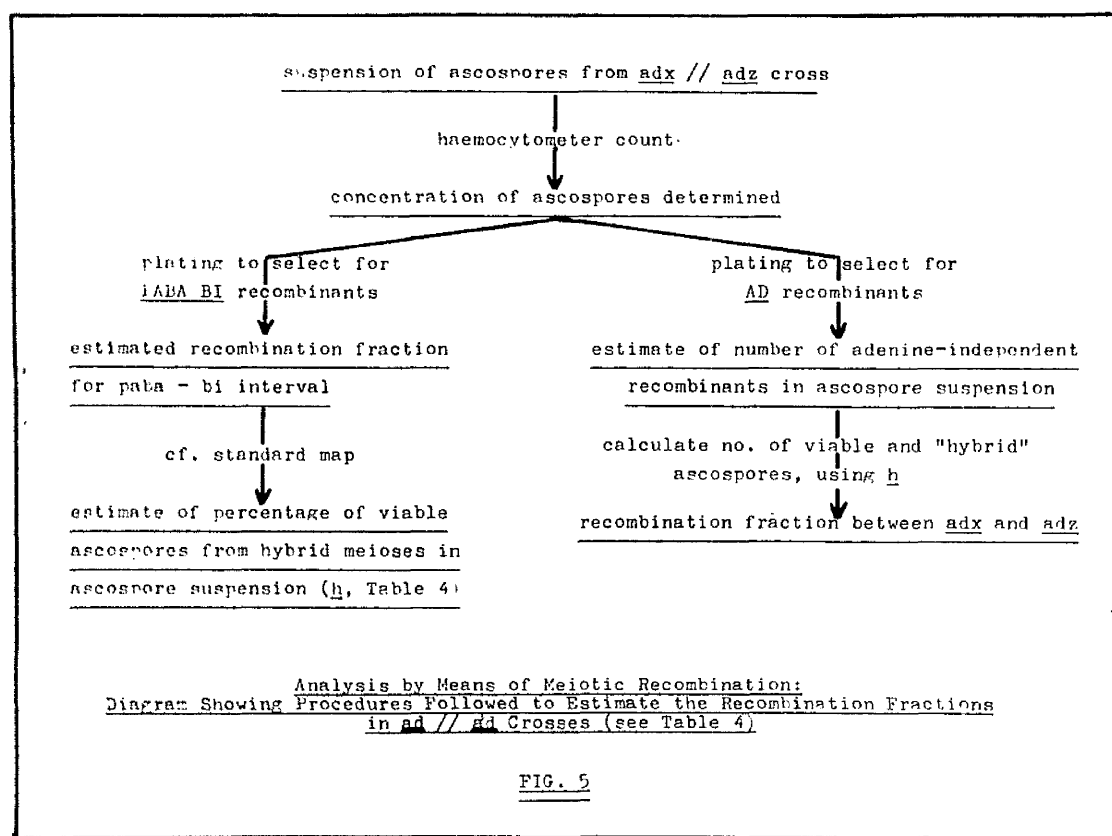 suspension of ascospores from adx // adz cross
haemocytometer count.
concentration of ascospores determined
plating to select for
PABA BI recombinants
estimated recombination fraction
for paba - bi interval
cf. standard map
estimate of percentage of viable
ascospores from hybrid meioses in
ascospore suspension (h, Table 4)
plating to select for
AD recombinants
estimate of number of adenine-independent
recombinants in ascospore suspension
calculate no. of viable and "hybrid"
ascospores, using h
recombination fraction between adx and adz
Analysis by Means of Meiotic Recombination:
Diagram Showing Procedures Followed to Estimate the Recombination Fractions
in ad // ad Crosses (see Table 4)
FIG. 5